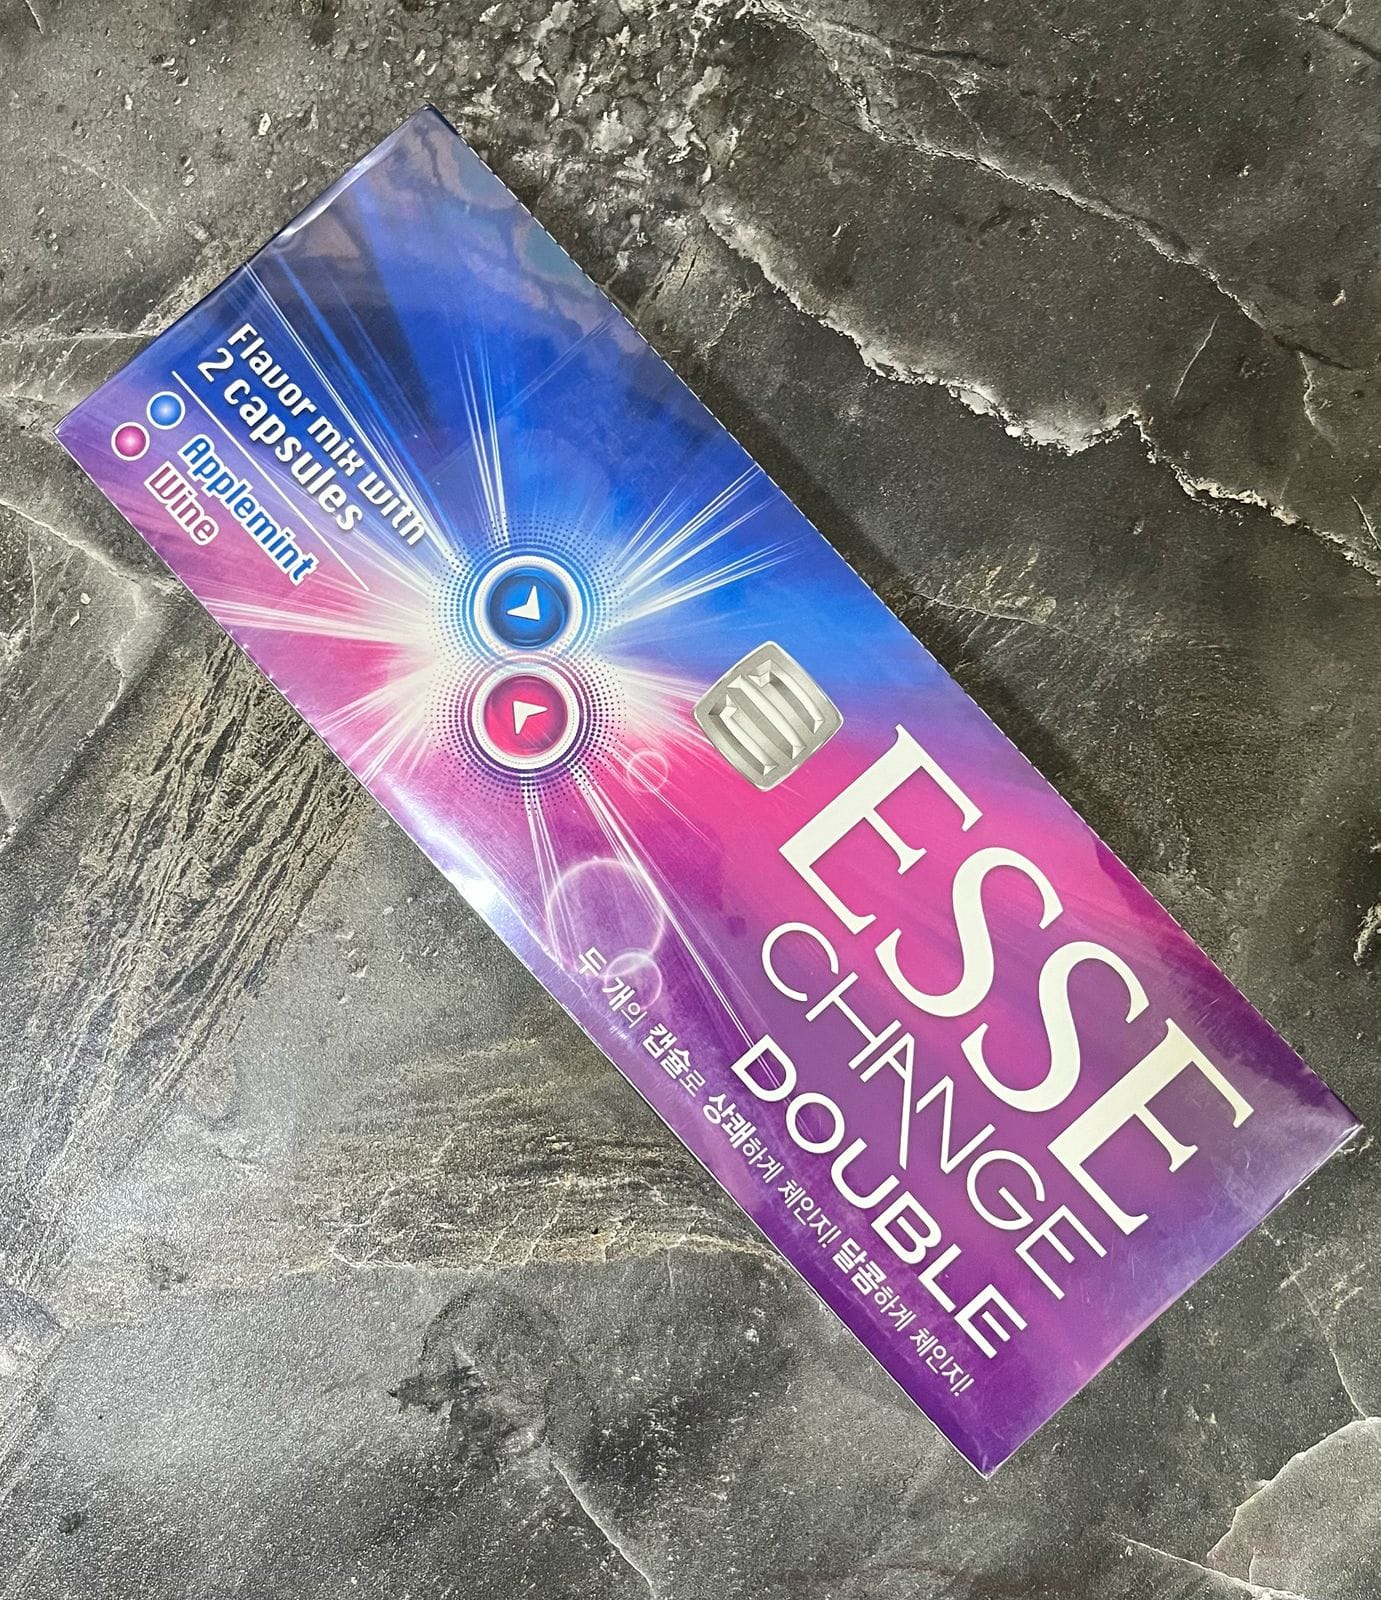 Flavor mix with
2 capsules
Applemint
Wine
ESSE
CHANGE
DOUBLE
두 개의 캡슐로 상쾌하게 체인지! 달콤하게 체인지!